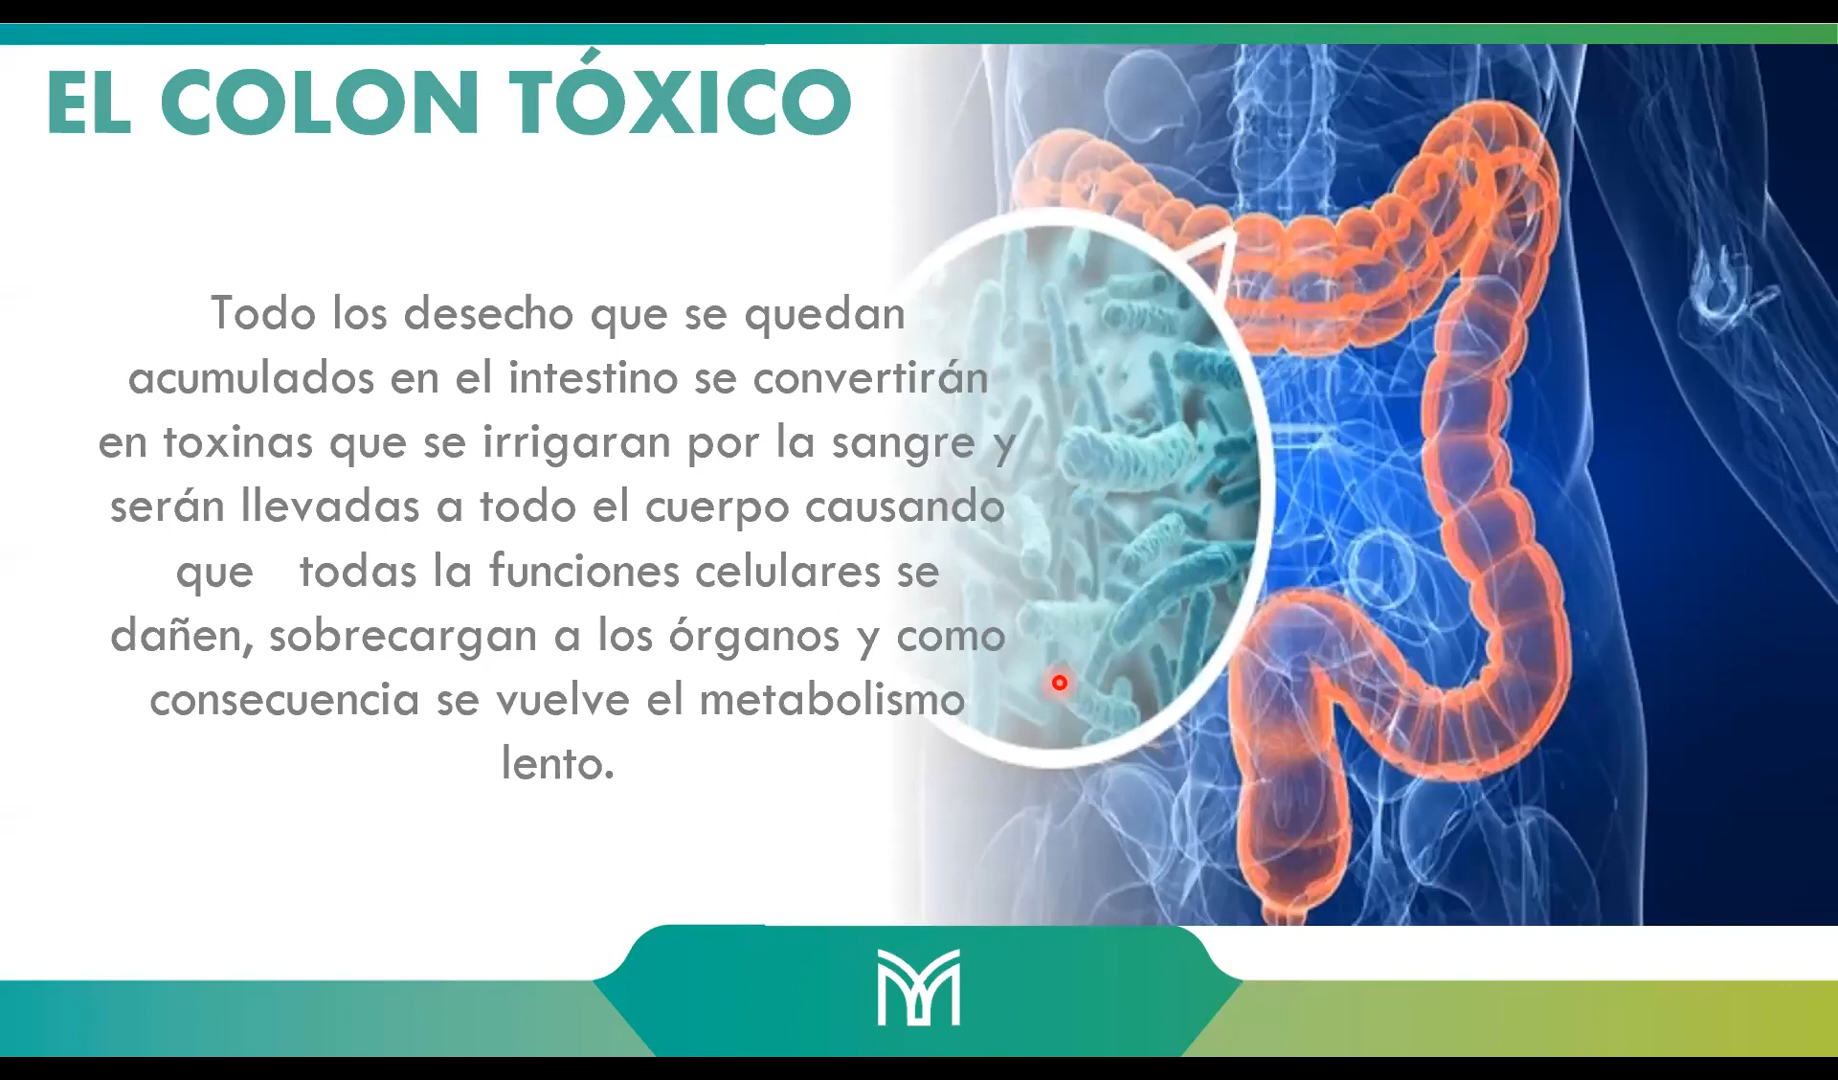 EL COLON TÓXICO
Todo los desecho que se quedan
acumulados en el intestino se convertirán
en toxinas que se irrigaran por la sangre y
serán llevadas a todo el cuerpo causando
que todas la funciones celulares se
dañen, sobrecargan a los órganos y como
consecuencia se vuelve el metabolismo
lento.